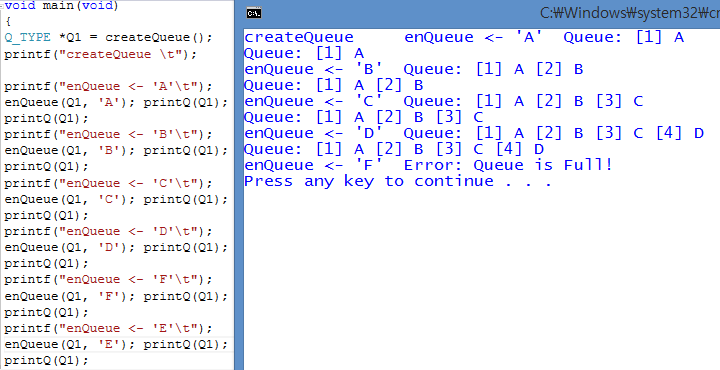 void main(void)
{
Q_TYPE *Q1 = createQueue();
printf("createQueue \t");
printf("enQueue <- 'A'\t");
enQueue(Q1, 'A'); printQ(Q1);
printQ(Q1);
printf("enQueue <- 'B'\t");
enQueue(Q1, 'B'); printQ(Q1);
printQ(Q1);
printf("enQueue <- 'C'\t");
enQueue(Q1, 'C'); printQ(Q1);
printQ(Q1);
printf("enQueue <- 'D'\t");
enQueue(Q1, 'D'); printQ(Q1);
printQ(Q1);
printf("enQueue <- 'F'\t");
enQueue(Q1, 'F'); printQ(Q1);
printQ(Q1);
printf("enQueue <- 'E'\t");
enQueue(Q1, 'E'); printQ(Q1);
printQ(Q1);
C:\Windows₩system32₩c
createQueue     enQueue <- 'A'  Queue: [1] A
Queue: [1] A
enQueue <- 'B'  Queue: [1] A [2] B
Queue: [1] A [2] B
enQueue <- 'C'  Queue: [1] A [2] B [3] C
Queue: [1] A [2] B [3] C
enQueue <- 'D'  Queue: [1] A [2] B [3] C [4] D
Queue: [1] A [2] B [3] C [4] D
enQueue <- 'F'  Error: Queue is Full!
Press any key to continue . . .